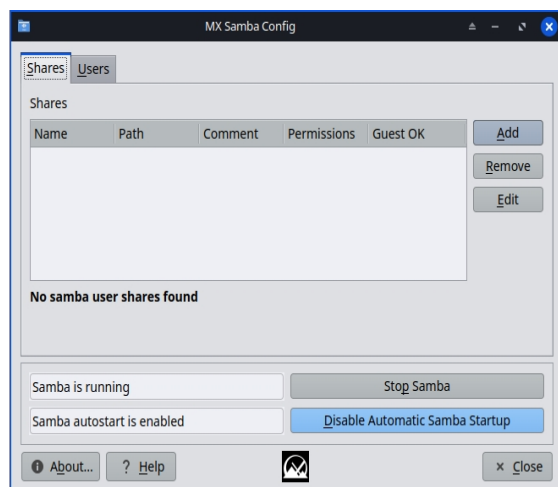 MX Samba Config
Shares Users
Shares
Name Path Comment Permissions Guest OK
Add
Remove
Edit
No samba user shares found
Samba is running
Stop Samba
Samba autostart is enabled
Disable Automatic Samba Startup
About... ? Help
Close